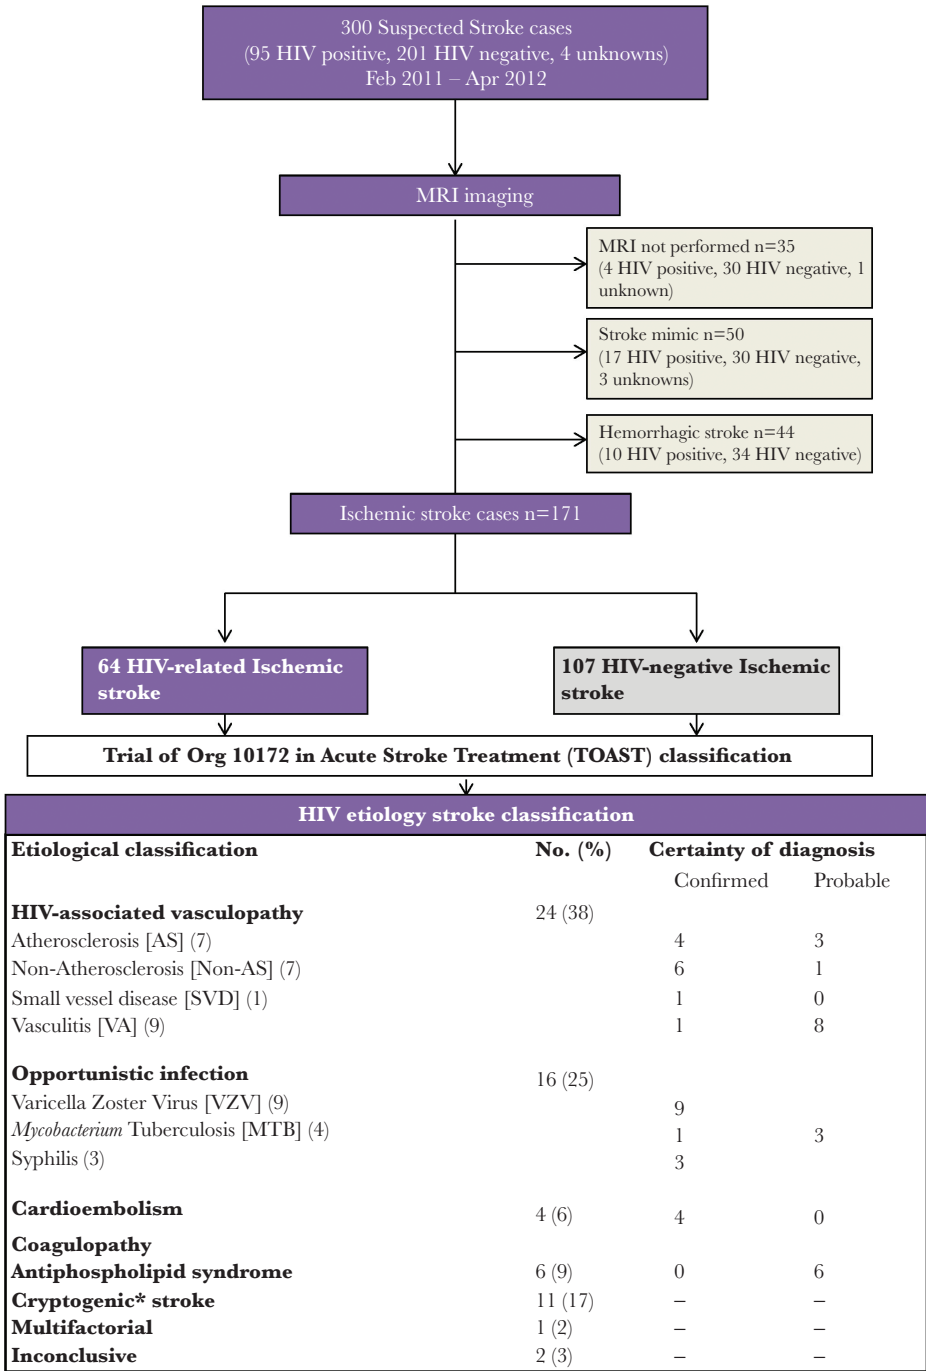 300 Suspected Stroke cases
(95 HIV positive, 201 HIV negative, 4 unknowns)
Feb 2011 – Apr 2012
MRI imaging
MRI not performed n=35
(4 HIV positive, 30 HIV negative, 1
unknown)
Stroke mimic n=50
(17 HIV positive, 30 HIV negative,
3 unknowns)
Hemorrhagic stroke n=44
(10 HIV positive, 34 HIV negative)
Ischemic stroke cases n=171
64 HIV-related Ischemic
stroke
107 HIV-negative Ischemic
stroke
Trial of Org 10172 in Acute Stroke Treatment (TOAST) classification
HIV etiology stroke classification
Etiological classification No. (%) Certainty of diagnosis
Confirmed Probable
HIV-associated vasculopathy 24 (38)
Atherosclerosis [AS] (7) 4 3
Non-Atherosclerosis [Non-AS] (7) 6 1
Small vessel disease [SVD] (1) 1 0
Vasculitis [VA] (9) 1 8
Opportunistic infection 16 (25)
Varicella Zoster Virus [VZV] (9) 9
Mycobacterium Tuberculosis [MTB] (4) 1 3
Syphilis (3) 3
Cardioembolism 4 (6) 4 0
Coagulopathy
Antiphospholipid syndrome 6 (9) 0 6
Cryptogenic* stroke 11 (17) – –
Multifactorial 1 (2) – –
Inconclusive 2 (3) – –